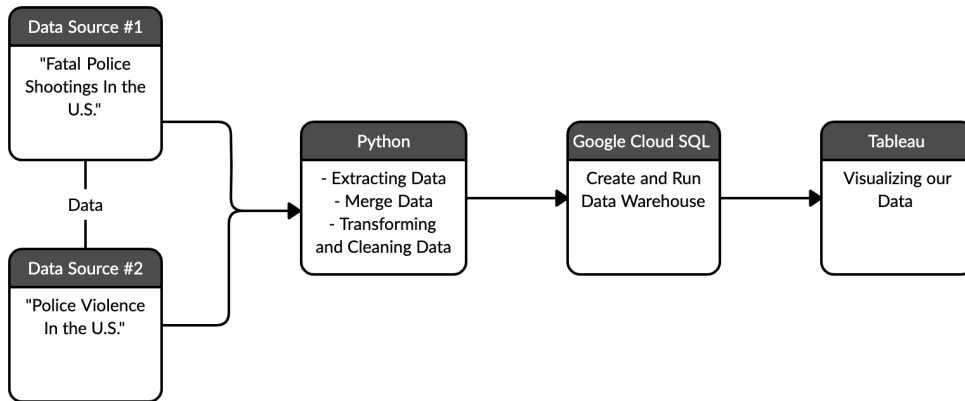 Data Source #1
"Fatal Police
Shootings In the
U.S."
Data
Data Source #2
"Police Violence
In the U.S."
Python
- Extracting Data
- Merge Data
- Transforming
and Cleaning Data
Google Cloud SQL
Create and Run
Data Warehouse
Tableau
Visualizing our
Data